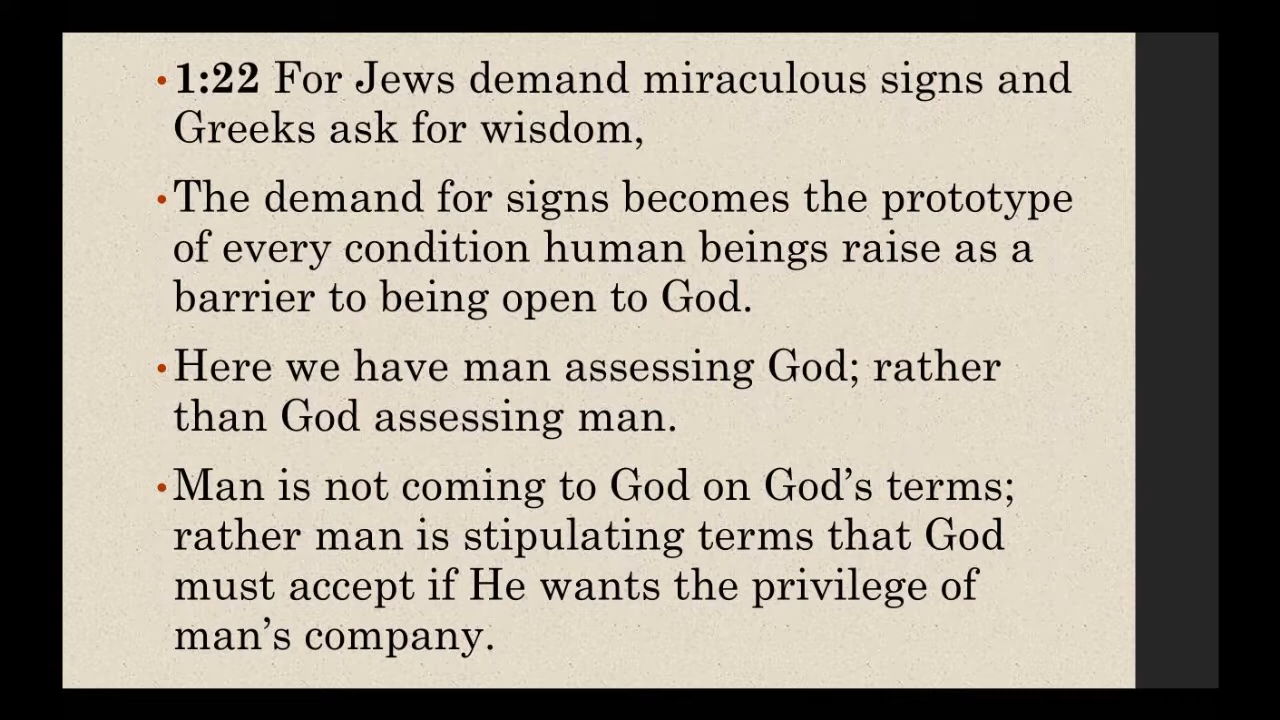 • 1:22 For Jews demand miraculous signs and
Greeks ask for wisdom,
• The demand for signs becomes the prototype
of every condition human beings raise as a
barrier to being open to God.
• Here we have man assessing God; rather
than God assessing man.
• Man is not coming to God on God’s terms;
rather man is stipulating terms that God
must accept if He wants the privilege of
man’s company.